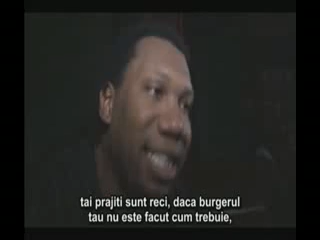 tai prajiti sunt reci, daca burgerul
tau nu este facut cum trebuie,